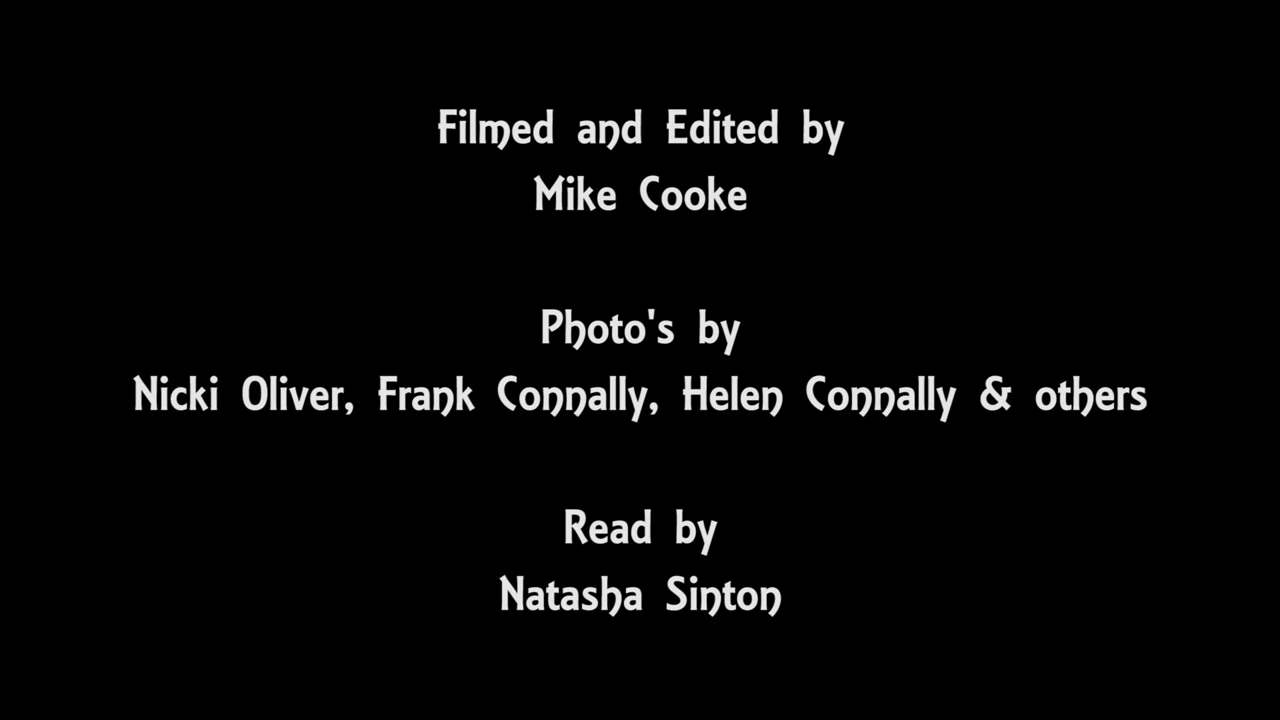 Filmed and Edited by
Mike Cooke
Photo's by
Nicki Oliver, Frank Connally, Helen Connally & others
Read by
Natasha Sinton